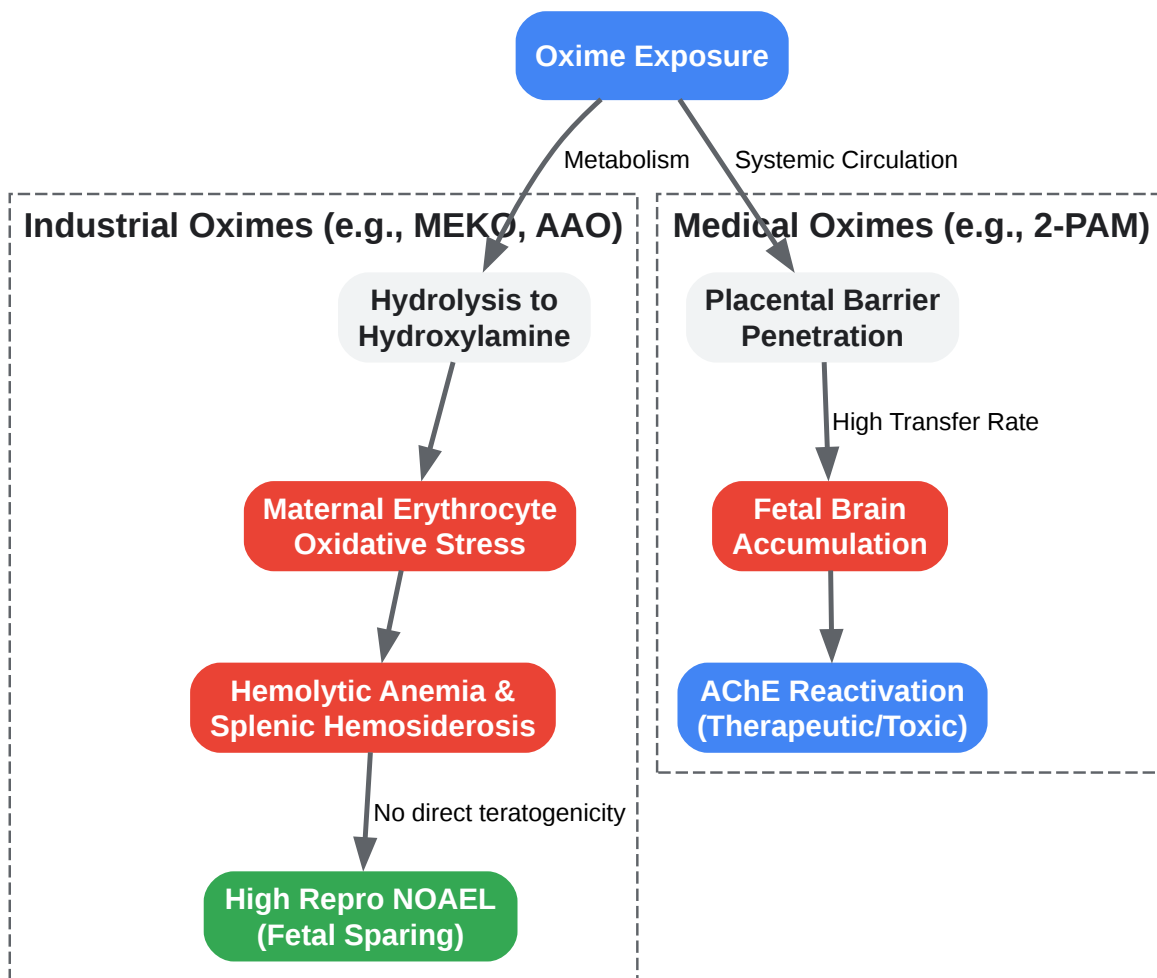 Oxime Exposure
Metabolism
Systemic Circulation
Industrial Oximes (e.g., MEKO, AAO)
Medical Oximes (e.g., 2-PAM)
Hydrolysis to
Hydroxylamine
Placental Barrier
Penetration
High Transfer Rate
Maternal Erythrocyte
Oxidative Stress
Fetal Brain
Accumulation
Hemolytic Anemia &
Splenic Hemosiderosis
AChE Reactivation
(Therapeutic/Toxic)
No direct teratogenicity
High Repro NOAEL
(Fetal Sparing)